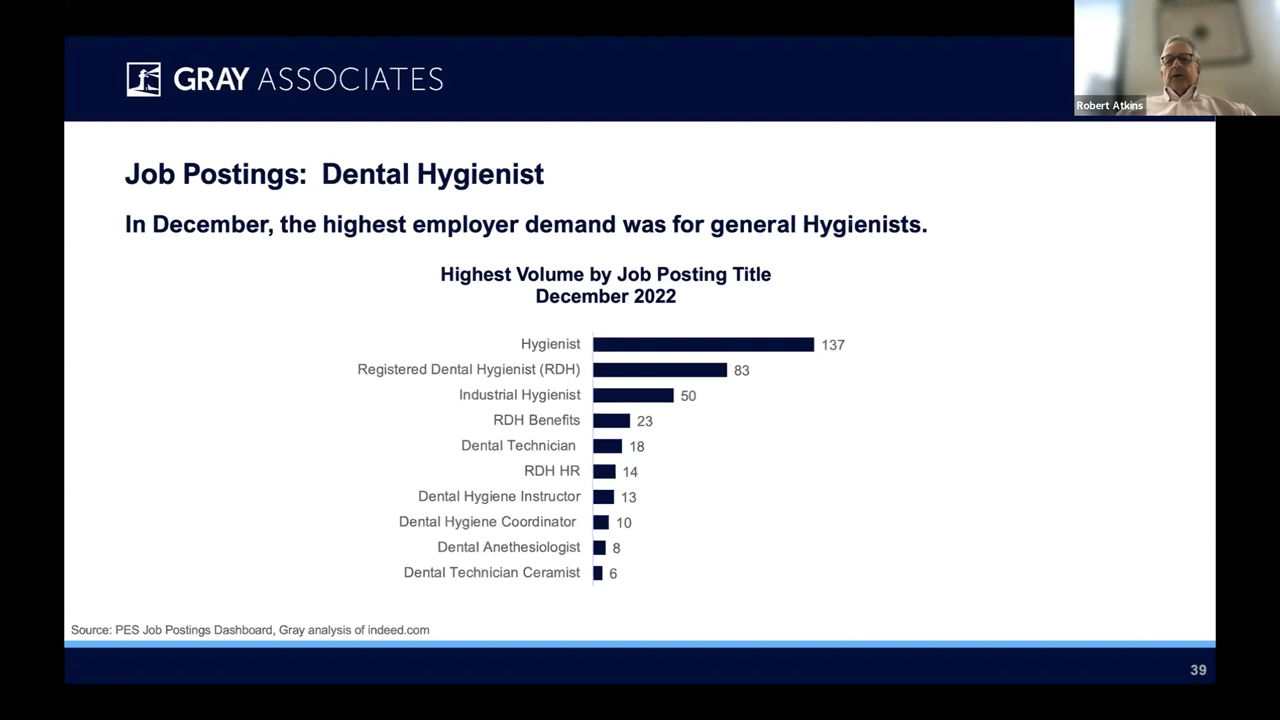 GRAY ASSOCIATES
Robert Atkins
Job Postings: Dental Hygienist
In December, the highest employer demand was for general Hygienists.
Highest Volume by Job Posting Title
December 2022
Hygienist 137
Registered Dental Hygienist (RDH) 83
Industrial Hygienist 50
RDH Benefits 23
Dental Technician 18
RDH HR 14
Dental Hygiene Instructor 13
Dental Hygiene Coordinator 10
Dental Anethesiologist 8
Dental Technician Ceramist 6
Source: PES Job Postings Dashboard, Gray analysis of indeed.com
39